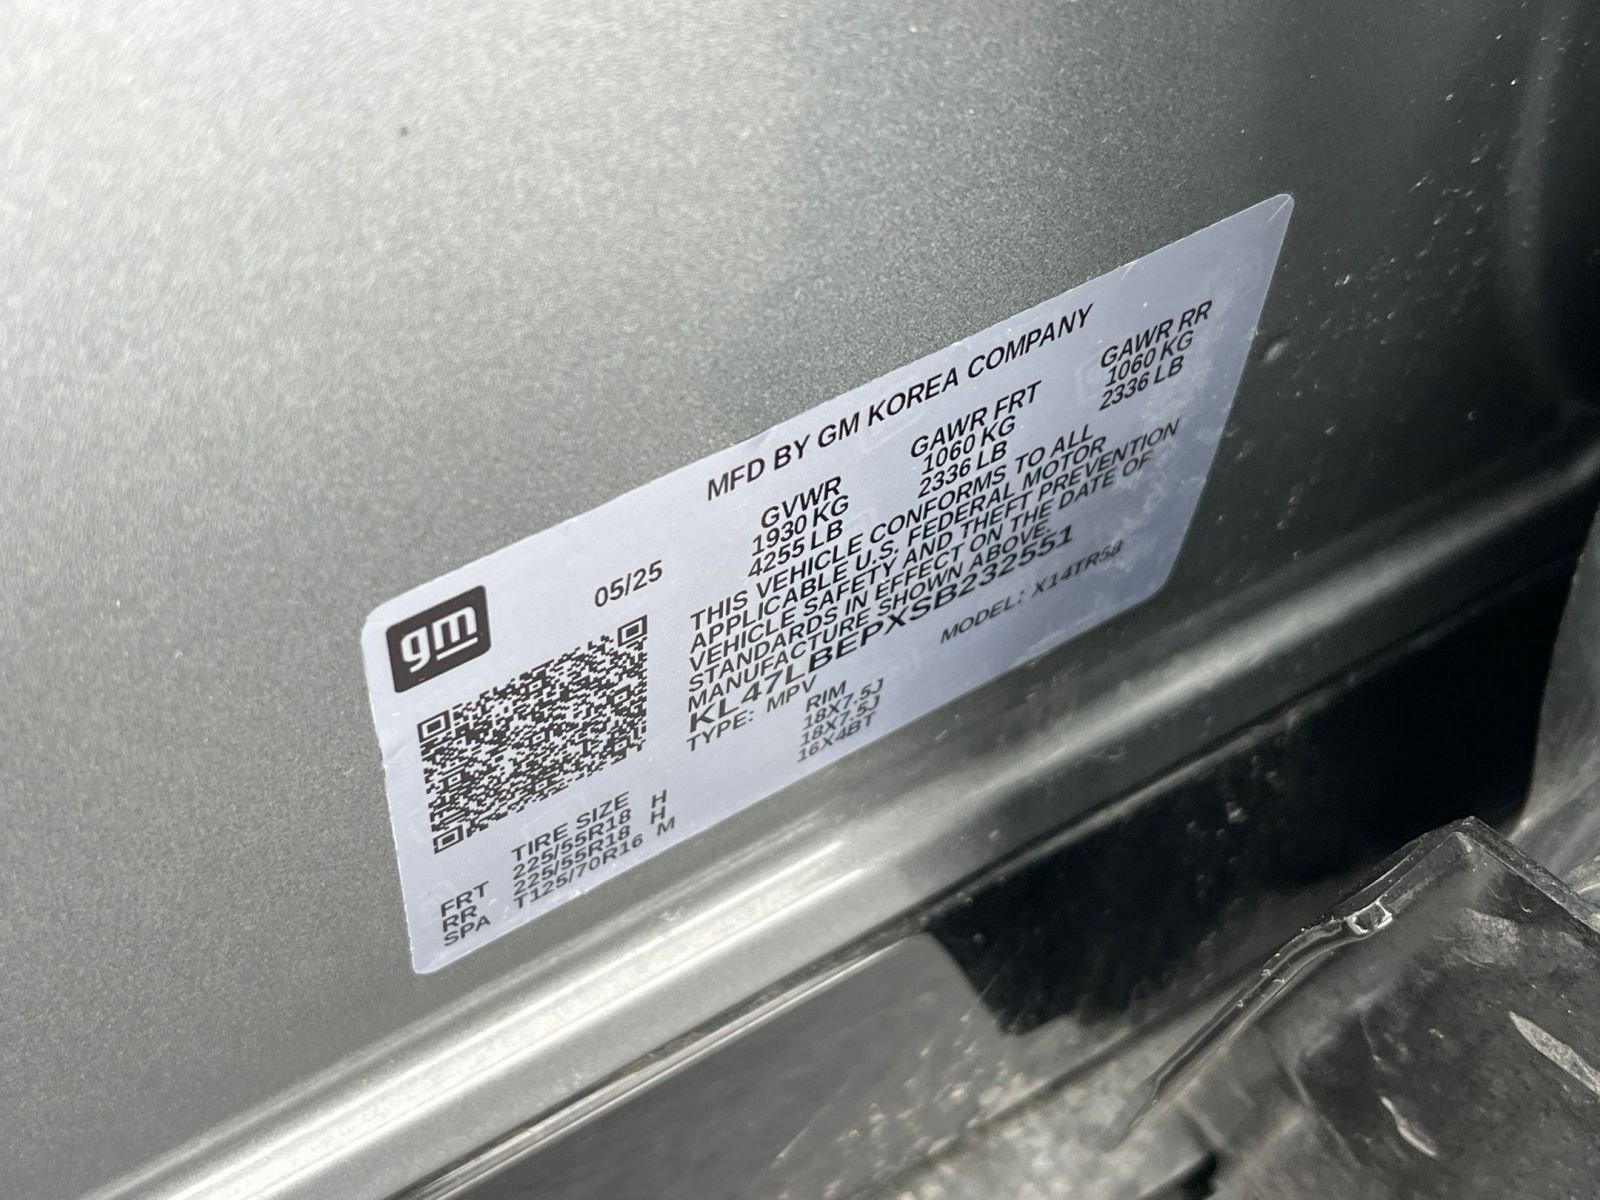 MFD BY GM KOREA COMPANY
gm
05/25
GVWR GAWR FRT GAWR RR
1930 KG 1060 KG 1060 KG
4255 LB 2336 LB 2336 LB
THIS VEHICLE CONFORMS TO ALL
APPLICABLE U.S. FEDERAL MOTOR
VEHICLE SAFETY AND THEFT PREVENTION
STANDARDS IN EFFECT ON THE DATE OF
MANUFACTURE SHOWN ABOVE.
KL47LBEPXSB232551
TYPE: MPV MODEL: X14TR58
TIRE SIZE RIM
FRT 225/55R18 H 18X7.5J
RR 225/55R18 H 18X7.5J
SPA T125/70R16 M 16X4BT